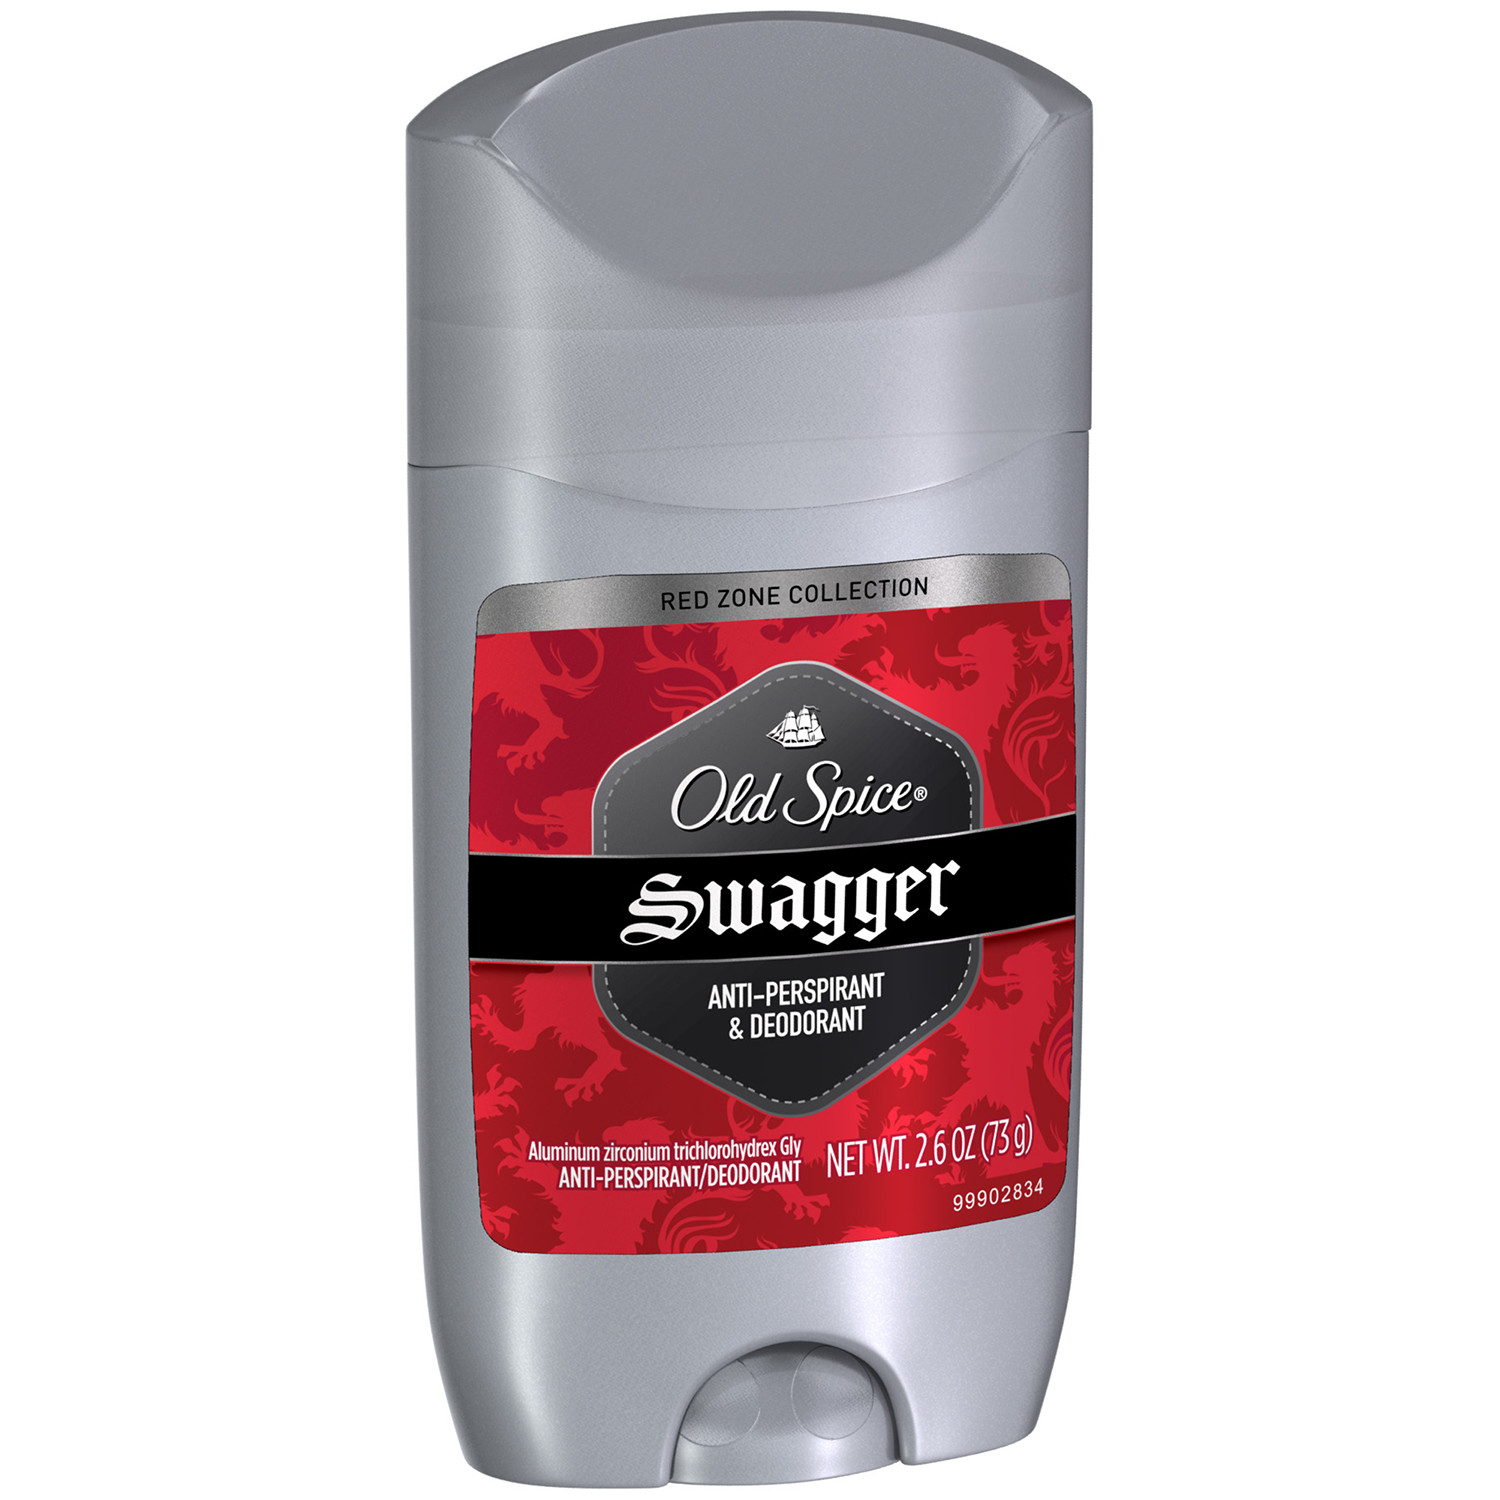 RED ZONE COLLECTION
Old Spice®
Swagger
ANTI-PERSPIRANT
& DEODORANT
Aluminum zirconium trichlorohydrex Gly
ANTI-PERSPIRANT/DEODORANT
NET WT. 2.6 OZ (73 g)
99902834